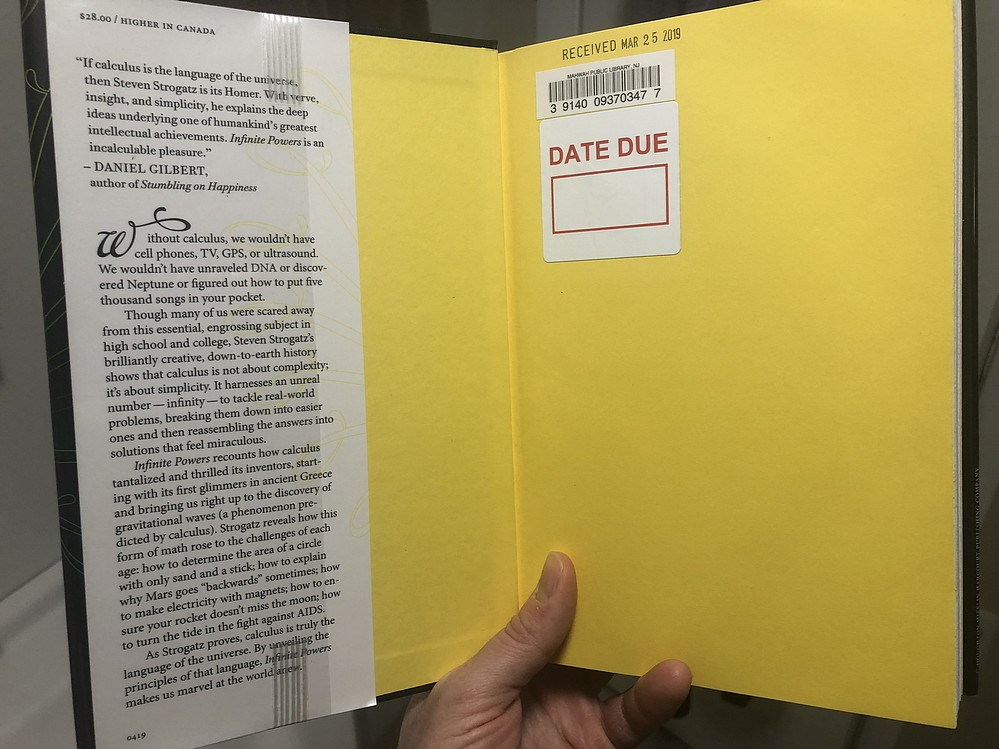 $28.00 / HIGHER IN CANADA
“If calculus is the language of the universe,
then Steven Strogatz is its Homer. With verve,
insight, and simplicity, he explains the deep
ideas underlying one of humankind’s greatest
intellectual achievements. Infinite Powers is an
incalculable pleasure.”
– DANIEL GILBERT,
author of Stumbling on Happiness
Without calculus, we wouldn’t have
cell phones, TV, GPS, or ultrasound.
We wouldn’t have unraveled DNA or discov-
ered Neptune or figured out how to put five
thousand songs in your pocket.
Though many of us were scared away
from this essential, engrossing subject in
high school and college, Steven Strogatz’s
brilliantly creative, down-to-earth history
shows that calculus is not about complexity;
it’s about simplicity. It harnesses an unreal
number — infinity — to tackle real-world
problems, breaking them down into easier
ones and then reassembling the answers into
solutions that feel miraculous.
Infinite Powers recounts how calculus
tantalized and thrilled its inventors, start-
ing with its first glimmers in ancient Greece
and bringing us right up to the discovery of
gravitational waves (a phenomenon pre-
dicted by calculus). Strogatz reveals how this
form of math rose to the challenges of each
age: how to determine the area of a circle
with only sand and a stick; how to explain
why Mars goes “backwards” sometimes; how
to make electricity with magnets; how to en-
sure your rocket doesn’t miss the moon; how
to turn the tide in the fight against AIDS.
As Strogatz proves, calculus is truly the
language of the universe. By unveiling the
principles of that language, Infinite Powers
makes us marvel at the world anew.
0419
RECEIVED MAR 25 2019
MAHWAH PUBLIC LIBRARY, NJ
3 9140 09370347 7
DATE DUE
HOUGHTON MIFFLIN HARCOURT PUBLISHING COMPANY